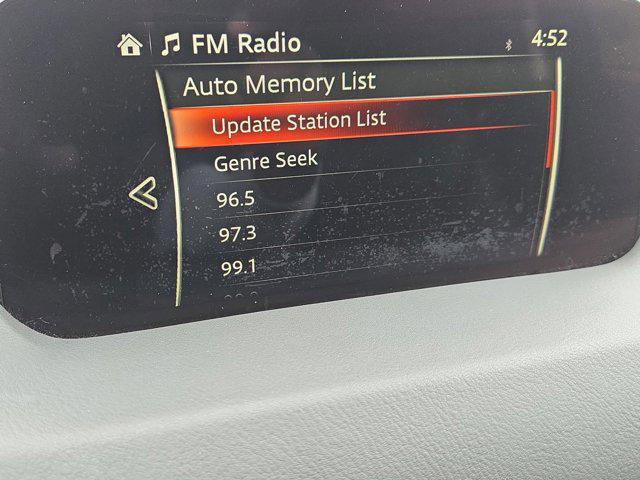 FM Radio 4:52
Auto Memory List
Update Station List
Genre Seek
96.5
97.3
99.1